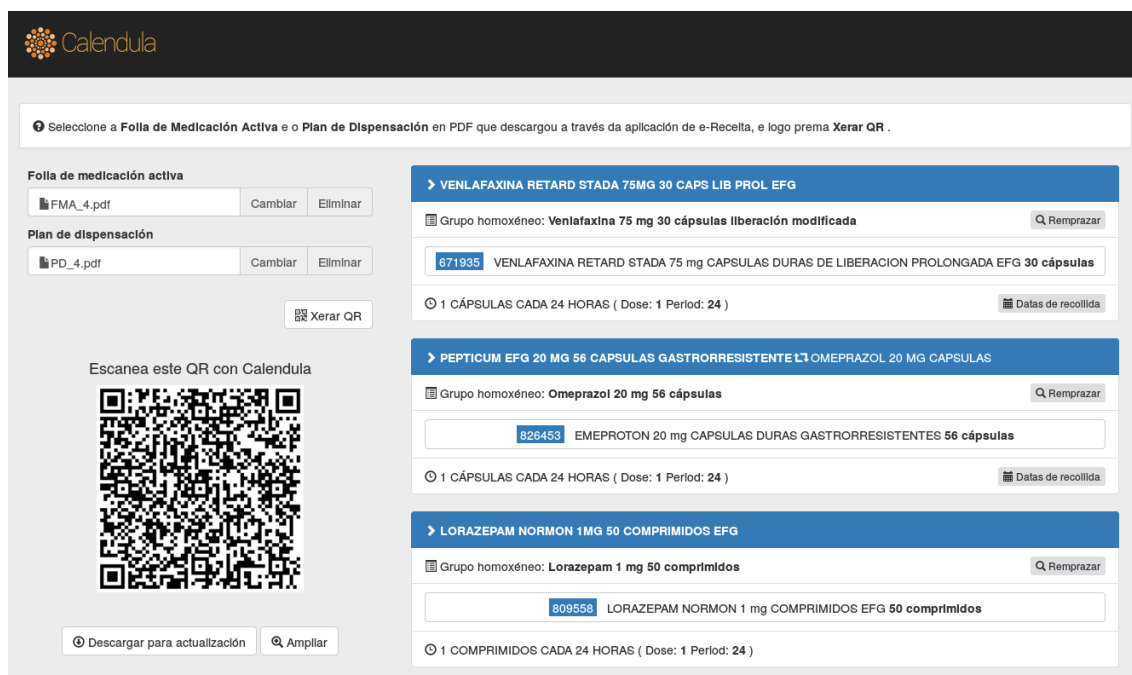 Calendula
Seleccione a Folla de Medicación Activa e o Plan de Dispensación en PDF que descargou a través da aplicación de e-Receita, e logo prema Xerar QR .
Folla de medicación activa
FMA_4.pdf Cambiar Eliminar
Plan de dispensación
PD_4.pdf Cambiar Eliminar
Xerar QR
Escanea este QR con Calendula
Descargar para actualización Ampliar
VENLAFAXINA RETARD STADA 75MG 30 CAPS LIB PROL EFG
Grupo homoxéneo: Venlafaxina 75 mg 30 cápsulas liberación modificada Remprazar
671935 VENLAFAXINA RETARD STADA 75 mg CAPSULAS DURAS DE LIBERACION PROLONGADA EFG 30 cápsulas
1 CÁPSULAS CADA 24 HORAS ( Dose: 1 Period: 24 ) Datas de recollida
PEPTICUM EFG 20 MG 56 CAPSULAS GASTRORRESISTENTE OMEPRAZOL 20 MG CAPSULAS
Grupo homoxéneo: Omeprazol 20 mg 56 cápsulas Remprazar
826453 EMEPROTON 20 mg CAPSULAS DURAS GASTRORRESISTENTES 56 cápsulas
1 CÁPSULAS CADA 24 HORAS ( Dose: 1 Period: 24 ) Datas de recollida
LORAZEPAM NORMON 1MG 50 COMPRIMIDOS EFG
Grupo homoxéneo: Lorazepam 1 mg 50 comprimidos Remprazar
809558 LORAZEPAM NORMON 1 mg COMPRIMIDOS EFG 50 comprimidos
1 COMPRIMIDOS CADA 24 HORAS ( Dose: 1 Period: 24 )